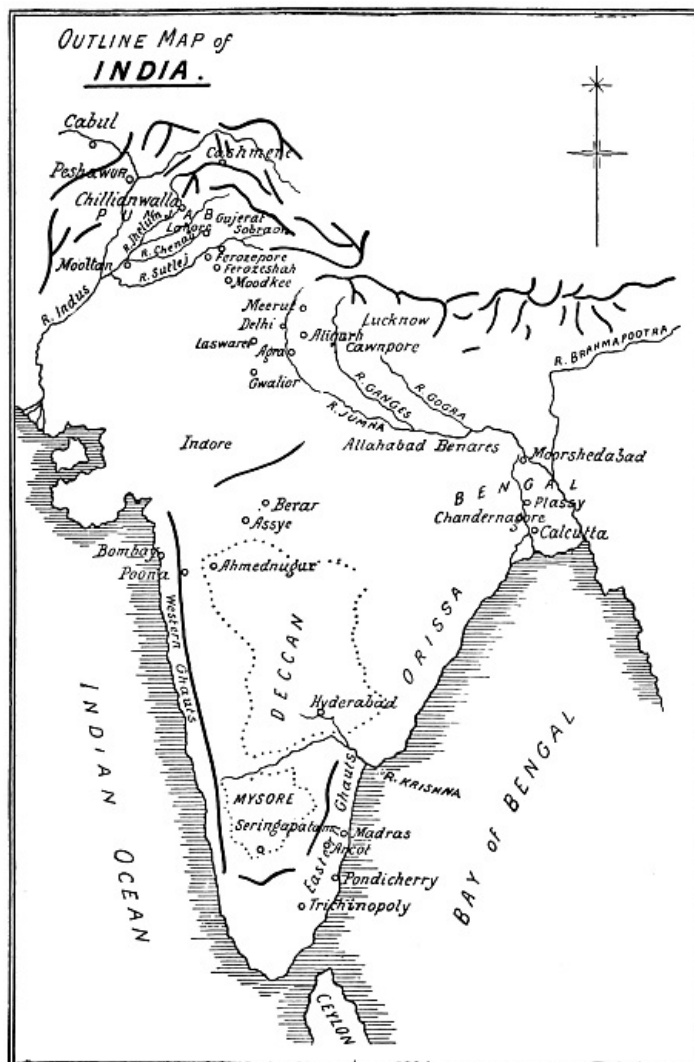 OUTLINE MAP of
INDIA.
Cabul
Cashmere
Peshawur
Chillianwalla
PUNJAB
Gujerat
R. Jhelum
Lahore
Sobraon
R. Chenab
Mooltan
R. Sutlej
Ferozepore
Ferozeshah
Moodkee
R. Indus
Meerut
Delhi
Lucknow
Aligarh
Laswaree
Agra
Cawnpore
R. BRAHMAPOOTRA
Gwalior
R. GOGRA
R. GANGES
R. JUMNA
Indore
Allahabad
Benares
Moorshedabad
BENGAL
Berar
Plassy
Assye
Chandernagore
Calcutta
Bombay
Ahmednugur
Poona
Western Ghauts
DECCAN
ORISSA
INDIAN OCEAN
Hyderabad
R. KRISHNA
MYSORE
Eastern Ghauts
Seringapatam
Madras
Arcot
BAY of BENGAL
Pondicherry
Trichinopoly
CEYLON